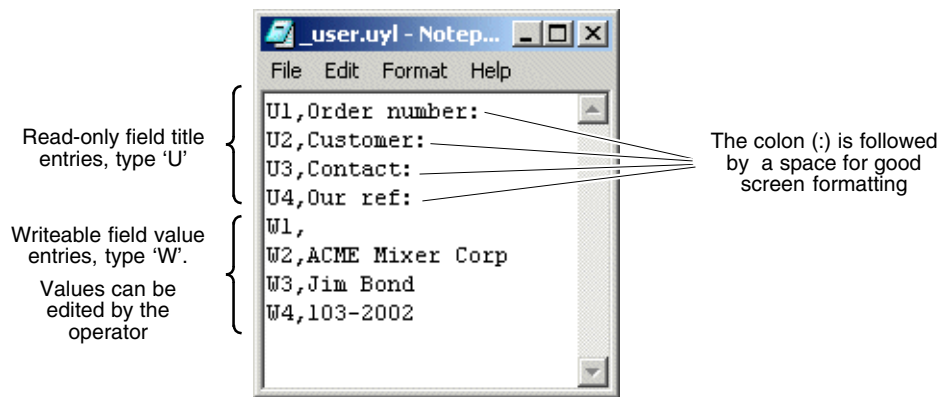 _user.uyl - Notep...
File Edit Format Help
U1,Order number:
U2,Customer:
U3,Contact:
U4,Our ref:
W1,
W2,ACME Mixer Corp
W3,Jim Bond
W4,103-2002
Read-only field title
entries, type ‘U’
Writeable field value
entries, type ‘W’.
Values can be
edited by the
operator
The colon (:) is followed
by a space for good
screen formatting